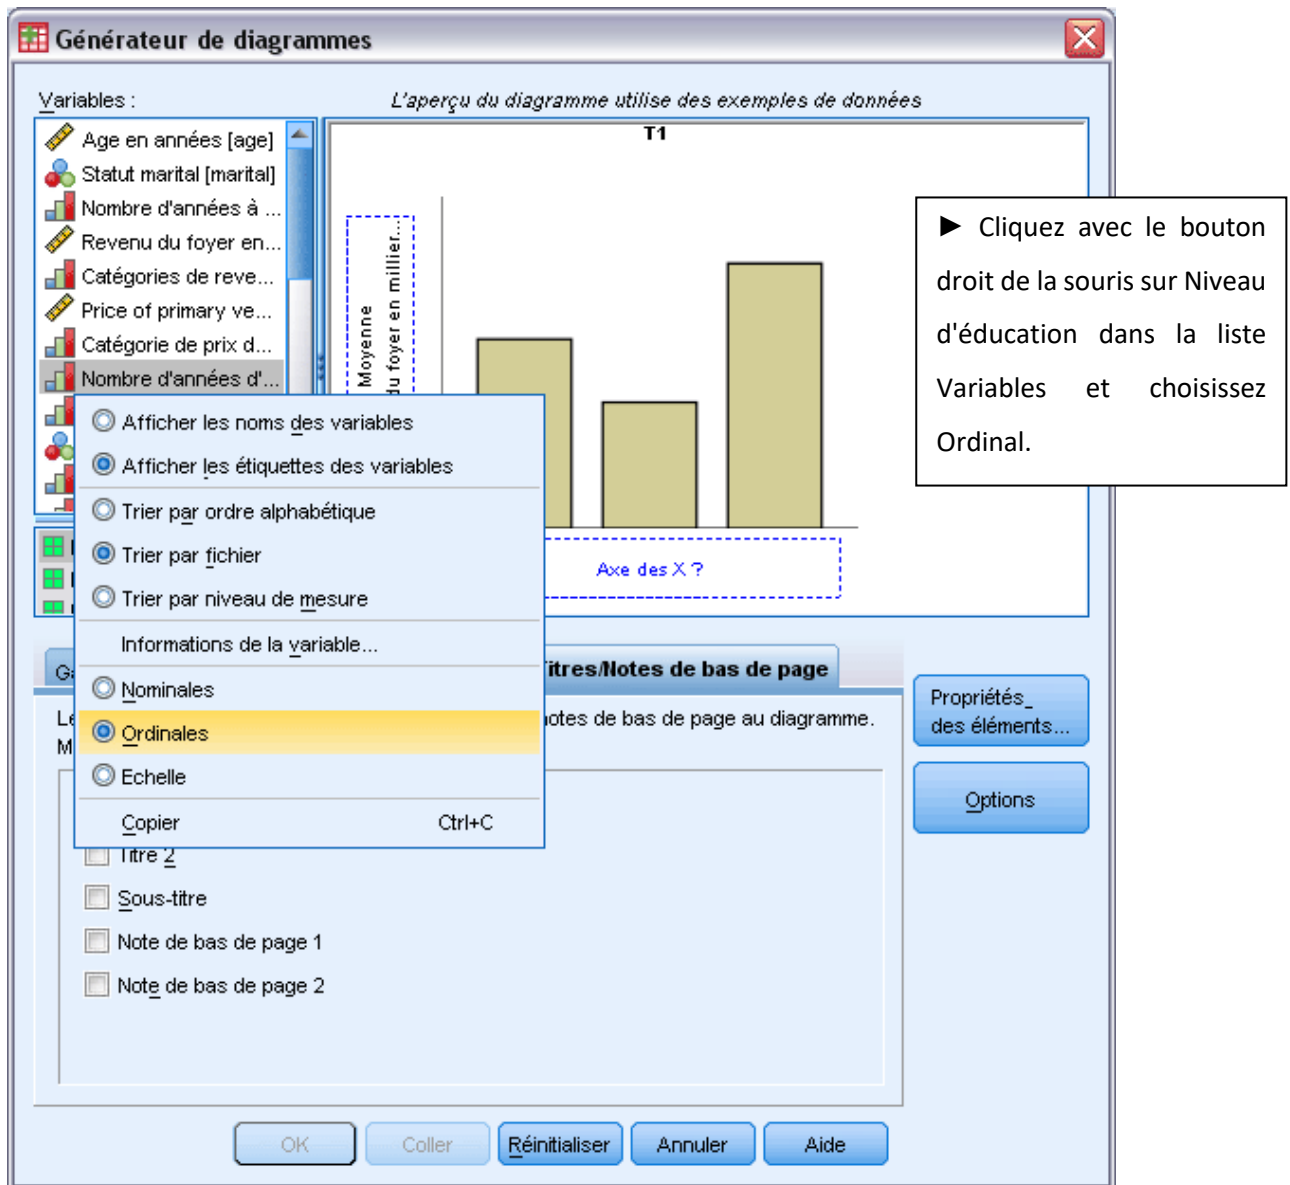 Générateur de diagrammes
Variables :
L'aperçu du diagramme utilise des exemples de données
Age en années [age]
Statut marital [marital]
Nombre d'années à ...
Revenu du foyer en...
Catégories de reve...
Price of primary ve...
Catégorie de prix d...
Nombre d'années d'...
T1
Moyenne
du foyer en millier...
Axe des X ?
► Cliquez avec le bouton
droit de la souris sur Niveau
d'éducation dans la liste
Variables et choisissez
Ordinal.
Afficher les noms des variables
Afficher les étiquettes des variables
Trier par ordre alphabétique
Trier par fichier
Trier par niveau de mesure
Informations de la variable...
Nominales
Ordinales
Echelle
Copier Ctrl+C
itres/Notes de bas de page
notes de bas de page au diagramme.
Titre 2
Sous-titre
Note de bas de page 1
Note de bas de page 2
Propriétés_
des éléments...
Options
OK Coller Réinitialiser Annuler Aide